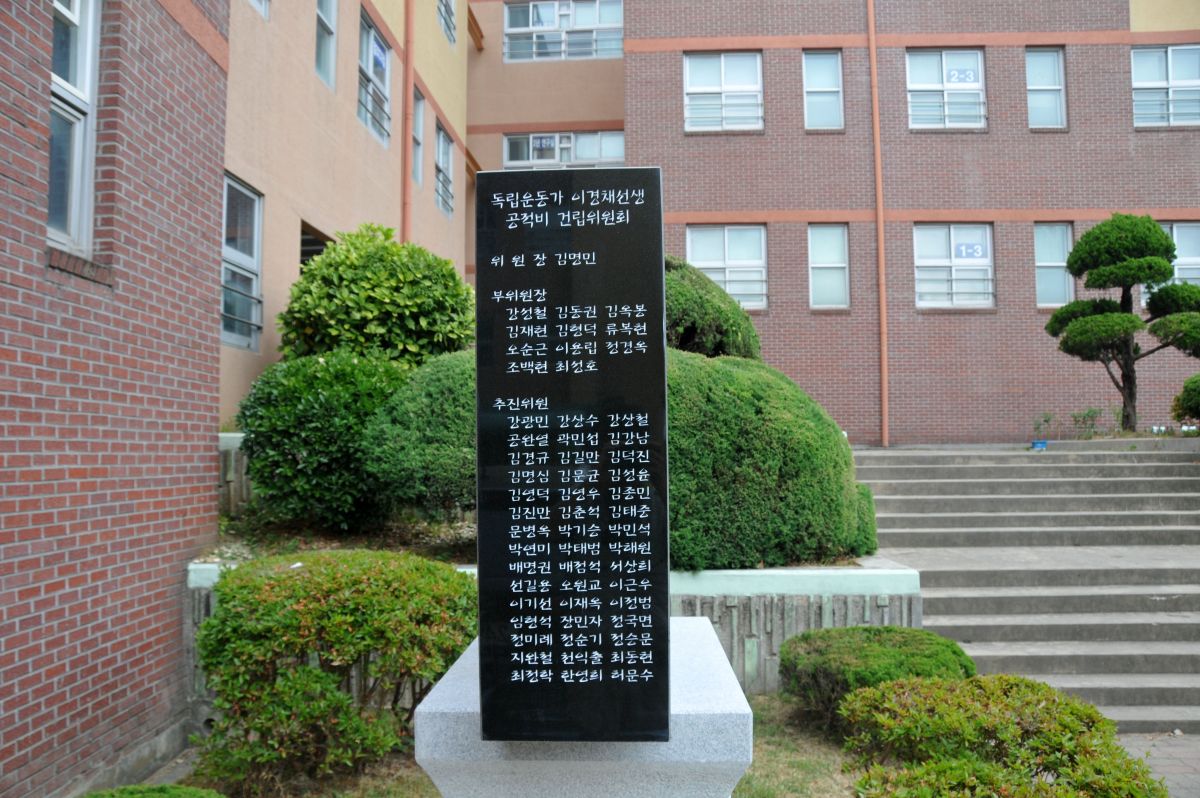 독립운동가 이경채선생
공적비 건립위원회
위 원 장 김명민
부위원장
강성철 김동권 김옥봉
김재현 김형덕 류복현
오순근 이용립 정경옥
조백현 최성호
추진위원
강광민 강상수 강상철
공완열 곽민섭 김강남
김경규 김길만 김덕진
김명심 김문균 김성윤
김영덕 김영우 김종민
김진만 김춘석 김태중
문병옥 박기승 박민석
박연미 박태범 박해원
배명권 배점석 서상희
선길용 오원교 이근우
이기선 이재옥 이정범
임형석 장민자 정국면
정미례 정순기 정승문
지완철 천익출 최동헌
최정학 한영희 허문수
2-3
1-3